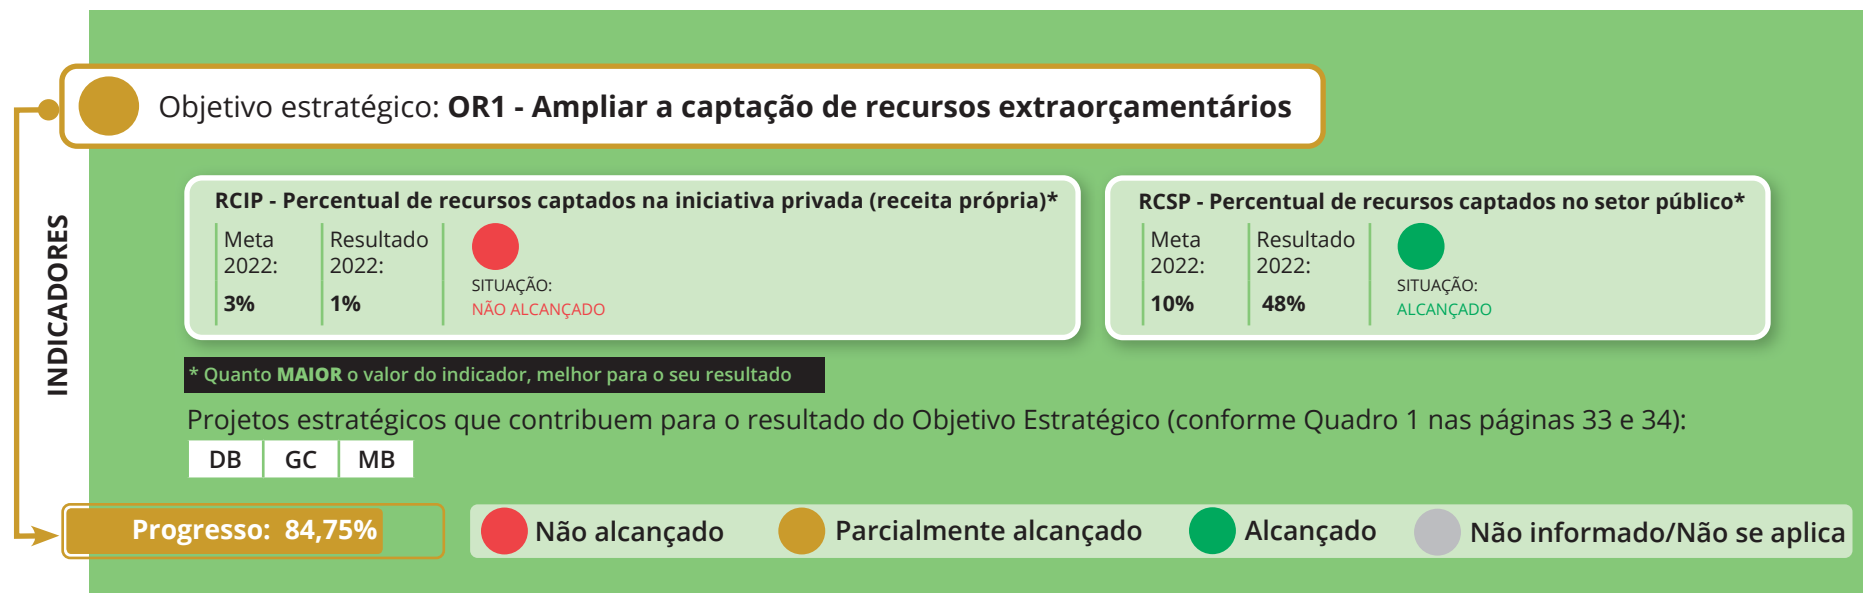 Objetivo estratégico: OR1 - Ampliar a captação de recursos extraorçamentários
INDICADORES
RCIP - Percentual de recursos captados na iniciativa privada (receita própria)*
Meta
2022:
3%
Resultado
2022:
1%
SITUAÇÃO:
NÃO ALCANÇADO
RCSP - Percentual de recursos captados no setor público*
Meta
2022:
10%
Resultado
2022:
48%
SITUAÇÃO:
ALCANÇADO
* Quanto MAIOR o valor do indicador, melhor para o seu resultado
Projetos estratégicos que contribuem para o resultado do Objetivo Estratégico (conforme Quadro 1 nas páginas 33 e 34):
DB GC MB
Progresso: 84,75%
Não alcançado
Parcialmente alcançado
Alcançado
Não informado/Não se aplica